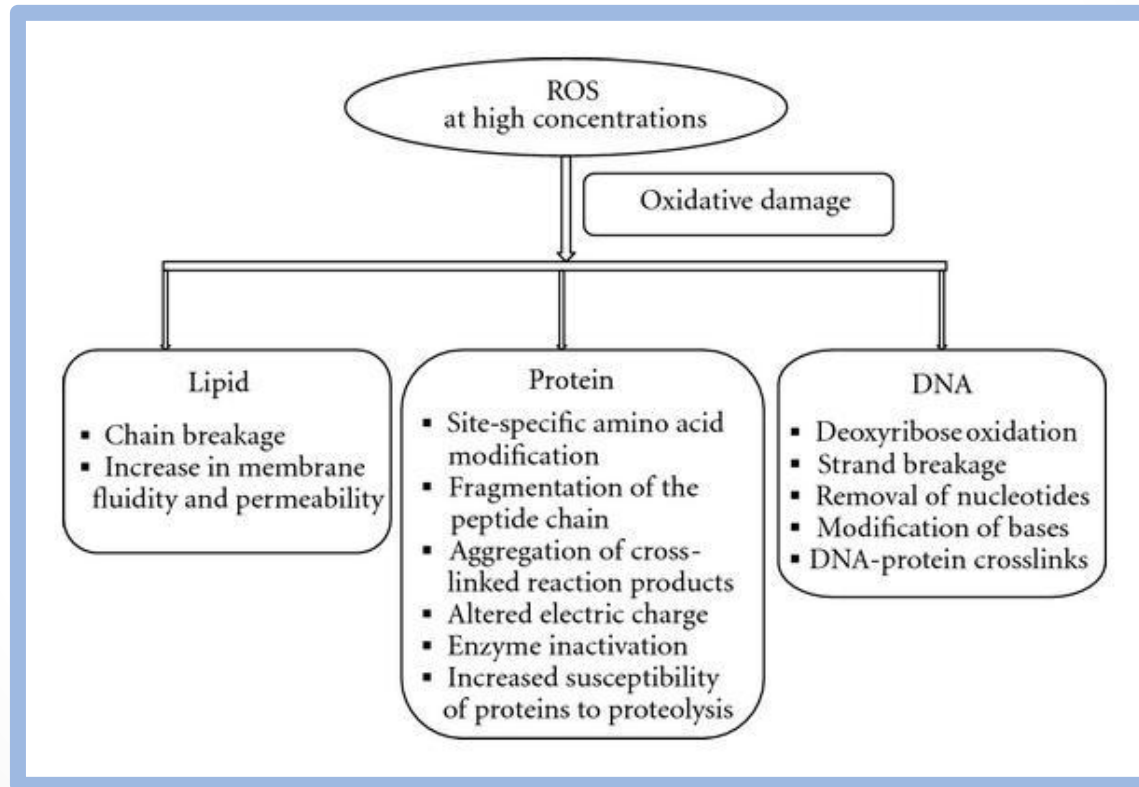 ROS
at high concentrations
Oxidative damage
Lipid
▪ Chain breakage
▪ Increase in membrane
fluidity and permeability
Protein
▪ Site-specific amino acid
modification
▪ Fragmentation of the
peptide chain
▪ Aggregation of cross-
linked reaction products
▪ Altered electric charge
▪ Enzyme inactivation
▪ Increased susceptibility
of proteins to proteolysis
DNA
▪ Deoxyribose oxidation
▪ Strand breakage
▪ Removal of nucleotides
▪ Modification of bases
▪ DNA-protein crosslinks